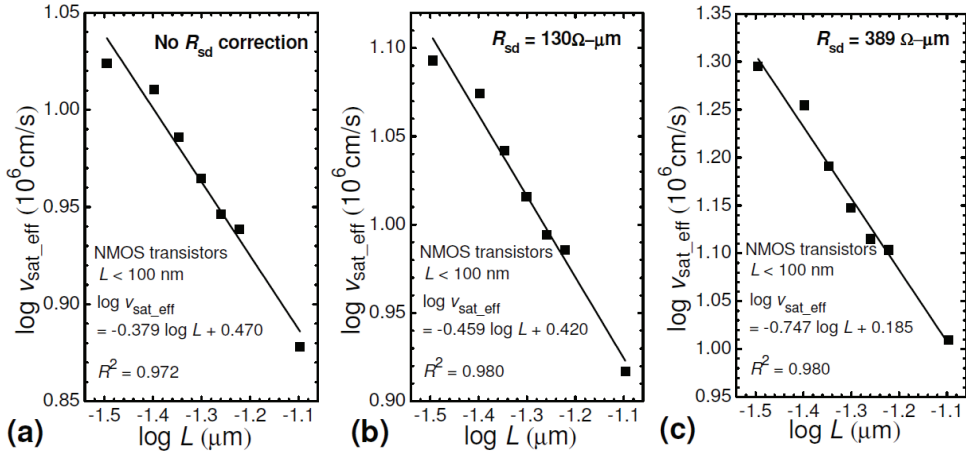 No Rsd correction
1.05
1.00
0.95
0.90
0.85
log vsat_eff (10^6cm/s)
NMOS transistors
L < 100 nm
log vsat_eff
= -0.379 log L + 0.470
R^2 = 0.972
-1.5 -1.4 -1.3 -1.2 -1.1
log L (μm)
(a)
Rsd = 130Ω–μm
1.10
1.05
1.00
0.95
0.90
log vsat_eff (10^6cm/s)
NMOS transistors
L < 100 nm
log vsat_eff
= -0.459 log L + 0.420
R^2 = 0.980
-1.5 -1.4 -1.3 -1.2 -1.1
log L (μm)
(b)
Rsd = 389 Ω–μm
1.35
1.30
1.25
1.20
1.15
1.10
1.05
1.00
0.95
log vsat_eff (10^6cm/s)
NMOS transistors
L < 100 nm
log vsat_eff
= -0.747 log L + 0.185
R^2 = 0.980
-1.5 -1.4 -1.3 -1.2 -1.1
log L (μm)
(c)